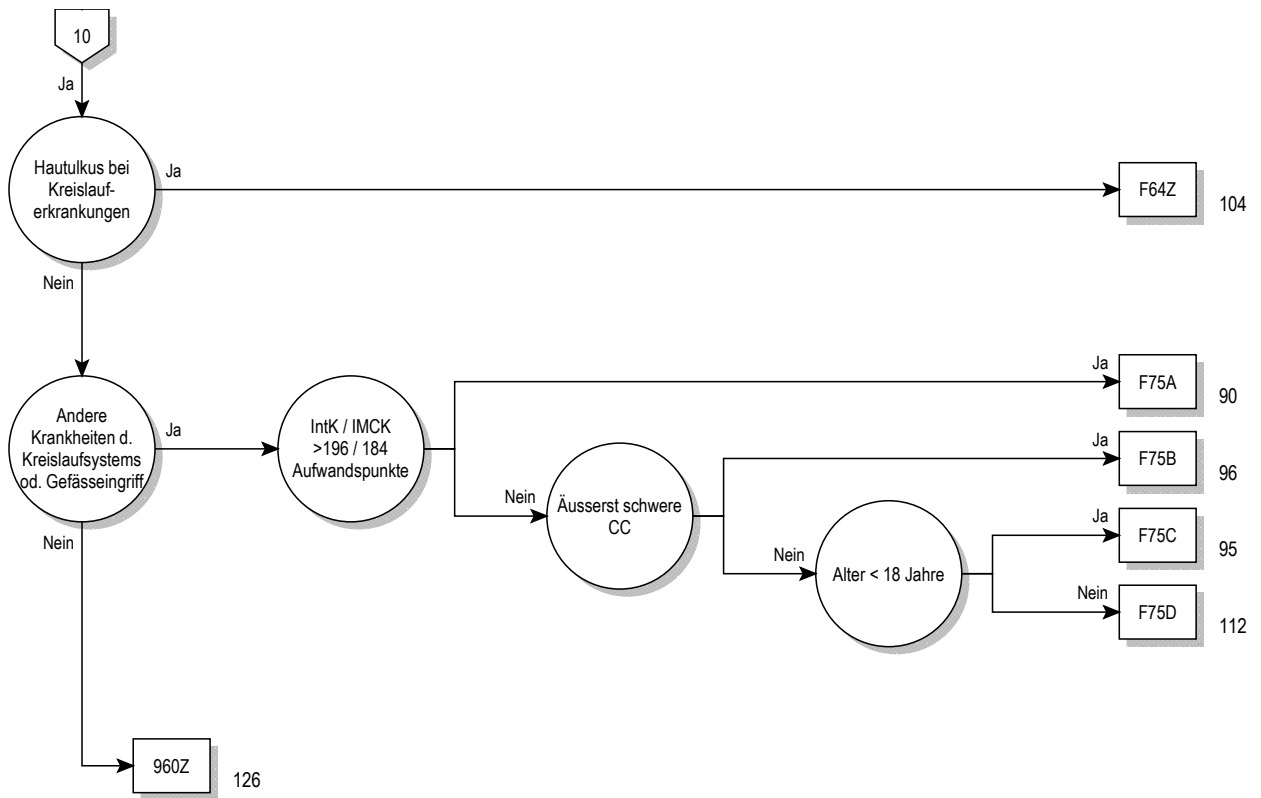 10
Ja
Hautulkus bei
Kreislauf-
erkrankungen
Ja
F64Z
104
Nein
Andere
Krankheiten d.
Kreislaufsystems
od. Gefässeingriff
Ja
IntK / IMCK
>196 / 184
Aufwandspunkte
Ja
F75A
90
Nein
Äusserst schwere
CC
Ja
F75B
96
Nein
Alter < 18 Jahre
Ja
F75C
95
Nein
F75D
112
Nein
960Z
126